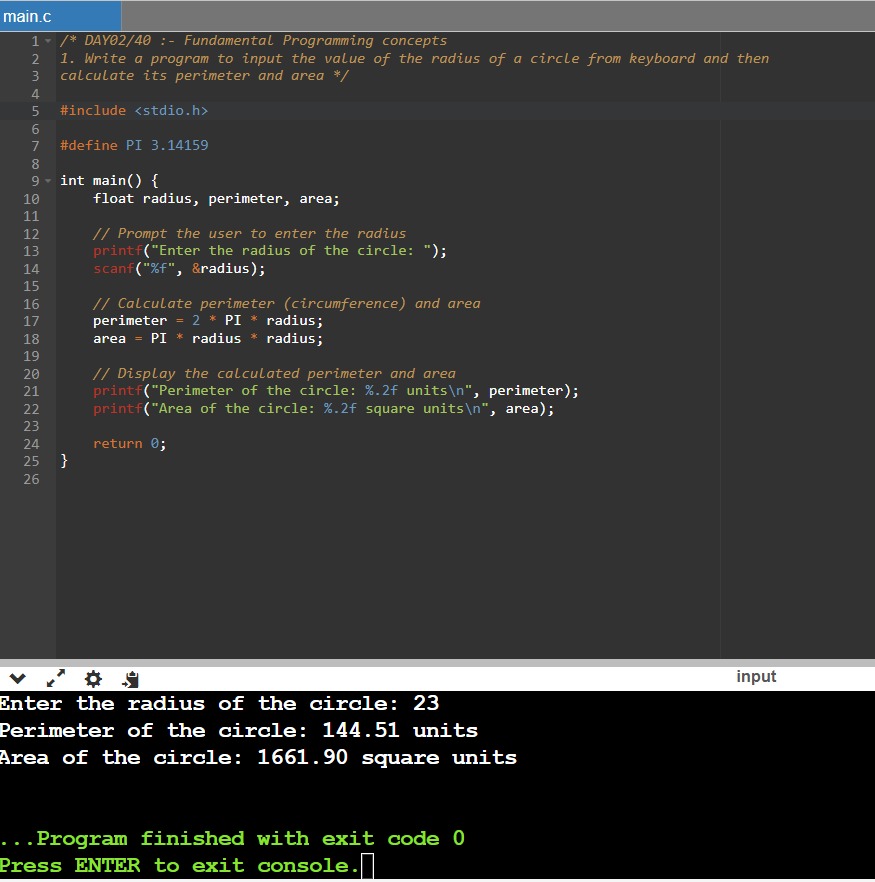 main.c
1 /* DAY02/40 :- Fundamental Programming concepts
2 1. Write a program to input the value of the radius of a circle from keyboard and then
3 calculate its perimeter and area */
4
5 #include <stdio.h>
6
7 #define PI 3.14159
8
9 int main() {
10     float radius, perimeter, area;
11
12     // Prompt the user to enter the radius
13     printf("Enter the radius of the circle: ");
14     scanf("%f", &radius);
15
16     // Calculate perimeter (circumference) and area
17     perimeter = 2 * PI * radius;
18     area = PI * radius * radius;
19
20     // Display the calculated perimeter and area
21     printf("Perimeter of the circle: %.2f units\n", perimeter);
22     printf("Area of the circle: %.2f square units\n", area);
23
24     return 0;
25 }
26
input
Enter the radius of the circle: 23
Perimeter of the circle: 144.51 units
Area of the circle: 1661.90 square units
...Program finished with exit code 0
Press ENTER to exit console.